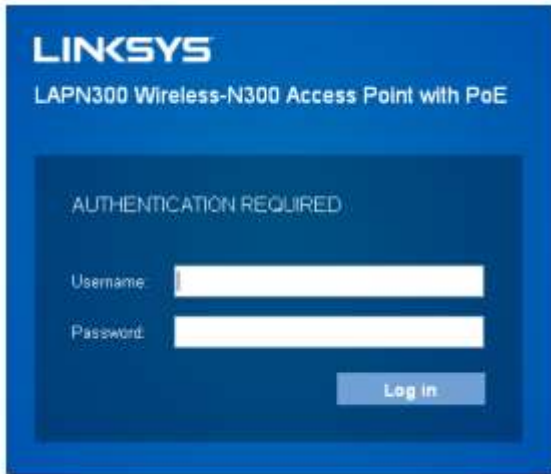 LINKSYS
LAPN300 Wireless-N300 Access Point with PoE
AUTHENTICATION REQUIRED
Username:
Password:
Log in